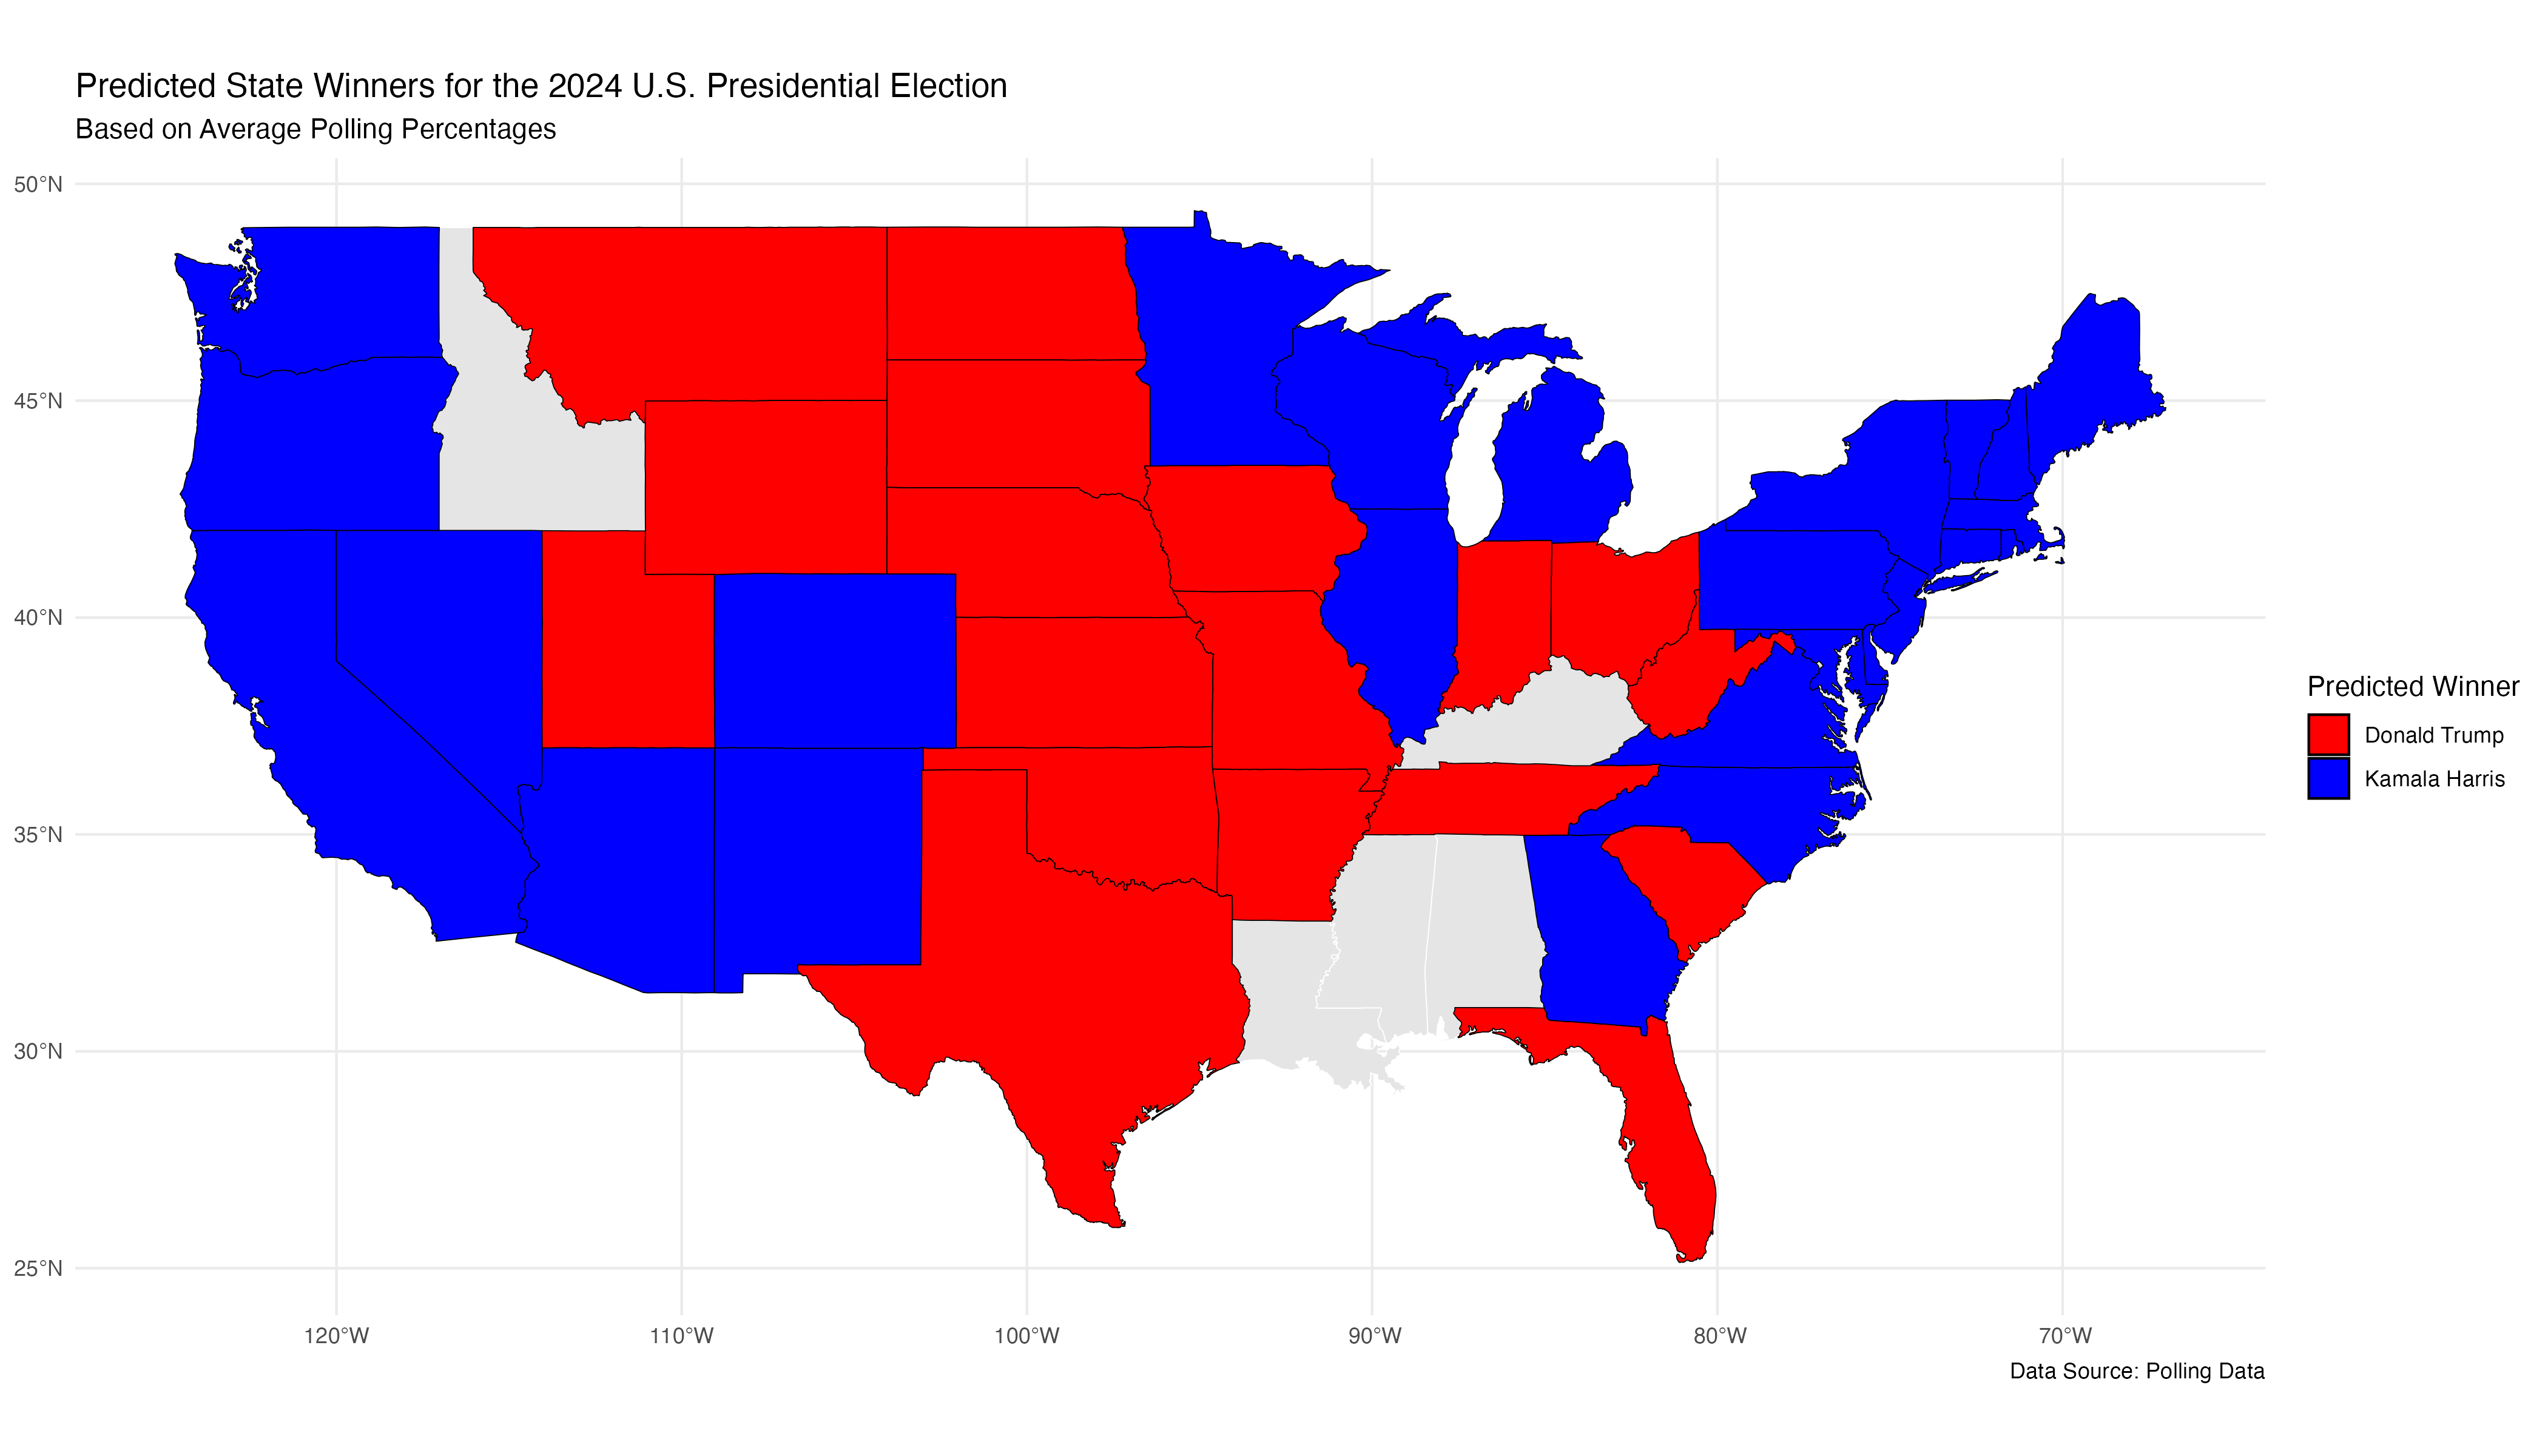 Predicted State Winners for the 2024 U.S. Presidential Election
Based on Average Polling Percentages
50°N
45°N
40°N
35°N
30°N
25°N
120°W
110°W
100°W
90°W
80°W
70°W
Predicted Winner
Donald Trump
Kamala Harris
Data Source: Polling Data